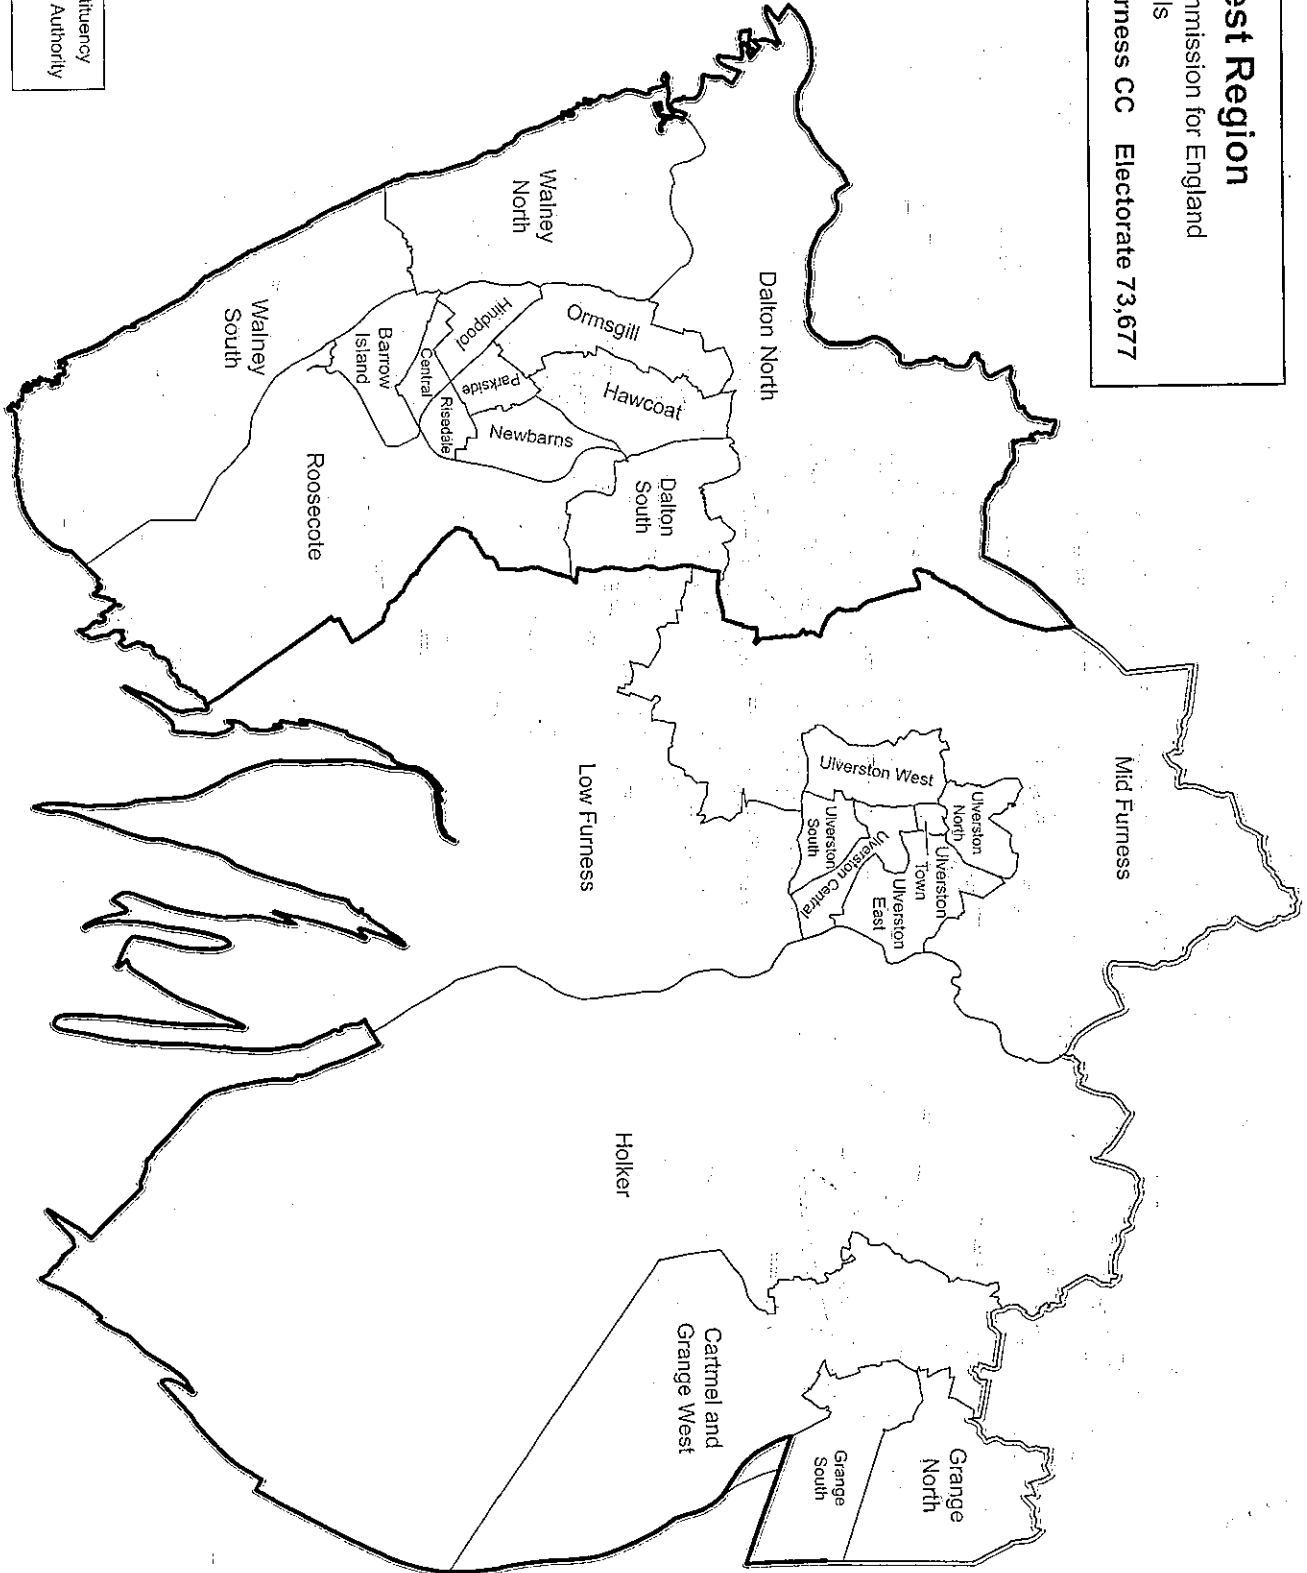 est Region
mmission for England
ls
rness CC Electorate 73,677
Mid Furness
Dalton North
Walney
North
Ormsgill
Hindpool
Hawcoat
Parkside
Central
Risedale
Newbarns
Barrow
Island
Walney
South
Roosecote
Dalton
South
Ulverston West
Ulverston
North
Ulverston
Town
Ulverston
East
Ulverston
South
Ulverston Central
Low Furness
Holker
Cartmel and
Grange West
Grange
North
Grange
South
tituency
Authority